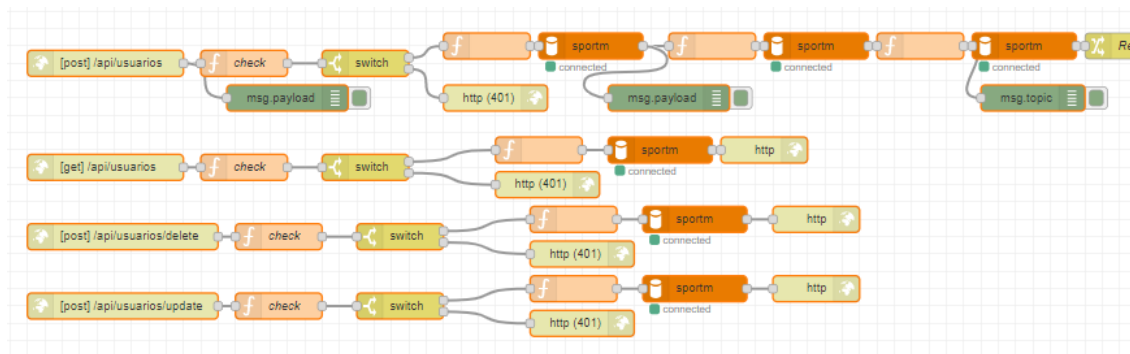 [post] /api/usuarios
check
switch
sportm
connected
sportm
connected
sportm
connected
Re
msg.payload
http (401)
msg.payload
msg.topic
[get] /api/usuarios
check
switch
sportm
connected
http
http (401)
[post] /api/usuarios/delete
check
switch
sportm
connected
http
http (401)
[post] /api/usuarios/update
check
switch
sportm
connected
http
http (401)